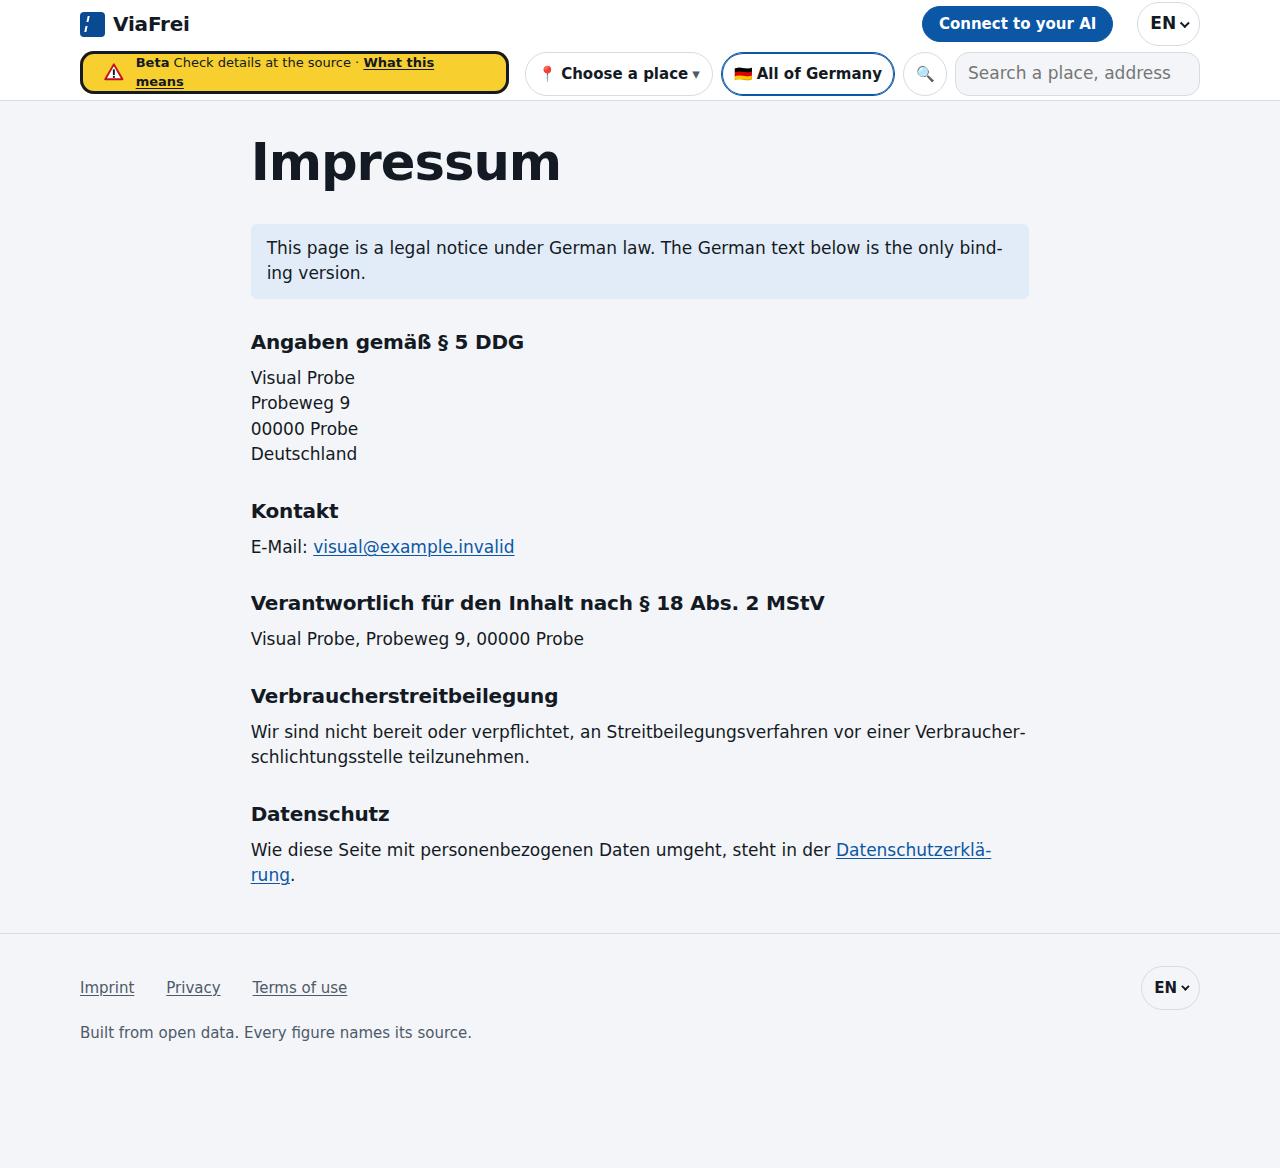 ViaFrei
Connect to your AI
EN
Beta Check details at the source · What this
means
Choose a place
All of Germany
Search a place, address
Impressum
This page is a legal notice under German law. The German text below is the only bind-
ing version.
Angaben gemäß § 5 DDG
Visual Probe
Probeweg 9
00000 Probe
Deutschland
Kontakt
E-Mail: visual@example.invalid
Verantwortlich für den Inhalt nach § 18 Abs. 2 MStV
Visual Probe, Probeweg 9, 00000 Probe
Verbraucherstreitbeilegung
Wir sind nicht bereit oder verpflichtet, an Streitbeilegungsverfahren vor einer Verbraucher-
schlichtungsstelle teilzunehmen.
Datenschutz
Wie diese Seite mit personenbezogenen Daten umgeht, steht in der Datenschutzerklä-
rung.
Imprint
Privacy
Terms of use
EN
Built from open data. Every figure names its source.